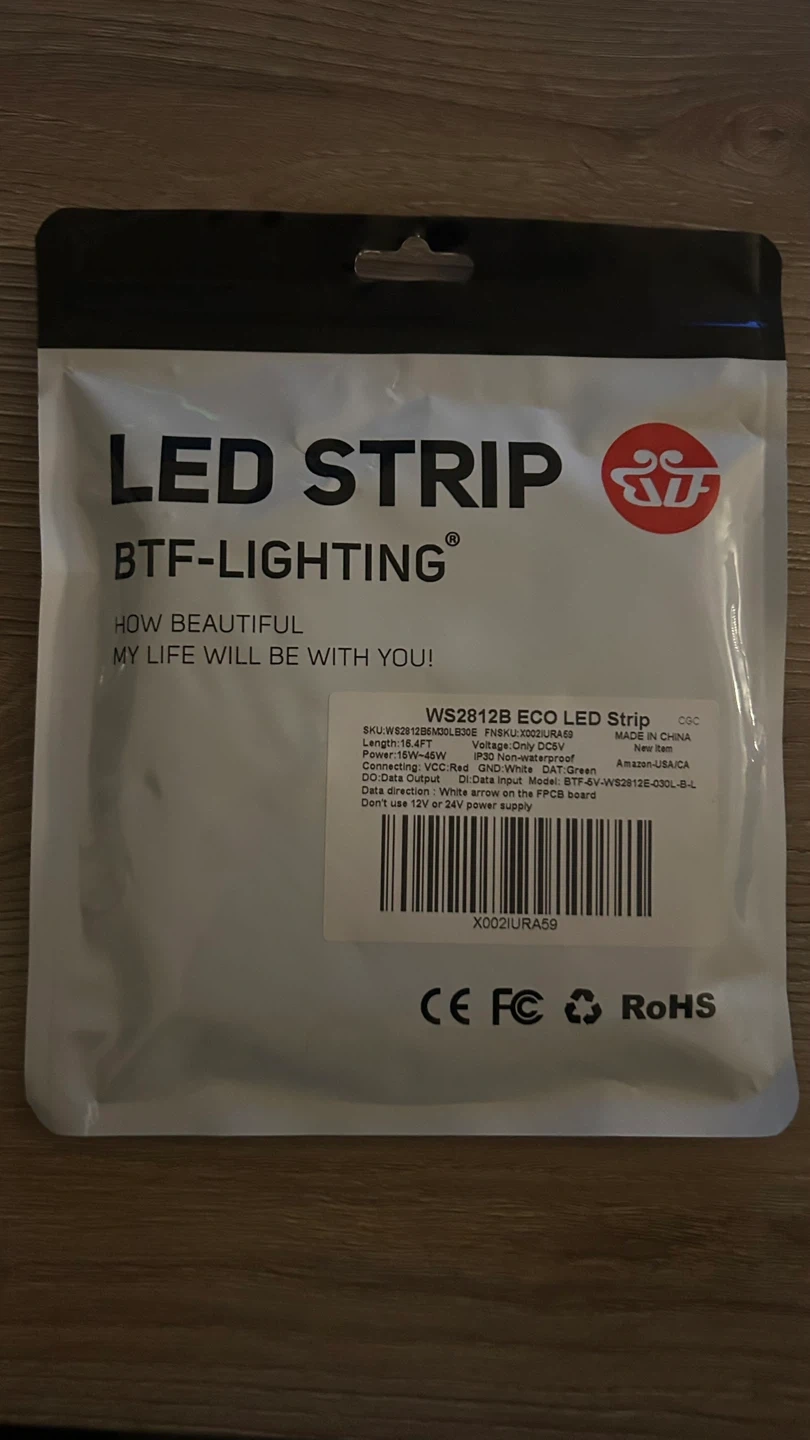 LED STRIP
BTF
BTF-LIGHTING®
HOW BEAUTIFUL
MY LIFE WILL BE WITH YOU!
WS2812B ECO LED Strip CGC
SKU:WS2812B5M30LB30E FNSKU:X002IURA59 MADE IN CHINA
Length:16.4FT Voltage:Only DC5V New Item
Power:15W~45W IP30 Non-waterproof
Connecting: VCC:Red GND:White DAT:Green Amazon-USA/CA
DO:Data Output DI:Data Input Model: BTF-5V-WS2812E-030L-B-L
Data direction : White arrow on the FPCB board
Don't use 12V or 24V power supply
X002IURA59
CE FC RoHS